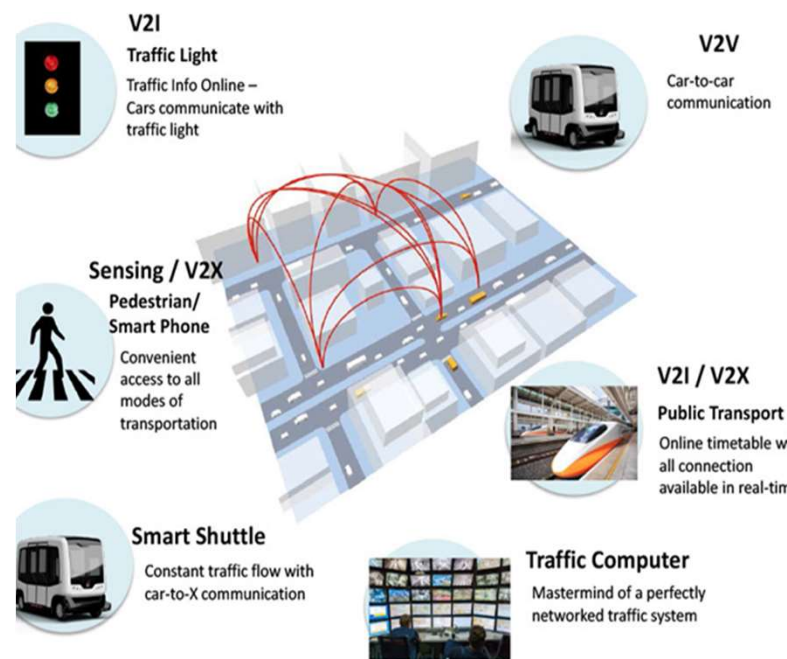 V2I
Traffic Light
Traffic Info Online –
Cars communicate with
traffic light
V2V
Car-to-car
communication
Sensing / V2X
Pedestrian/
Smart Phone
Convenient
access to all
modes of
transportation
V2I / V2X
Public Transport
Online timetable w
all connection
available in real-tim
Smart Shuttle
Constant traffic flow with
car-to-X communication
Traffic Computer
Mastermind of a perfectly
networked traffic system